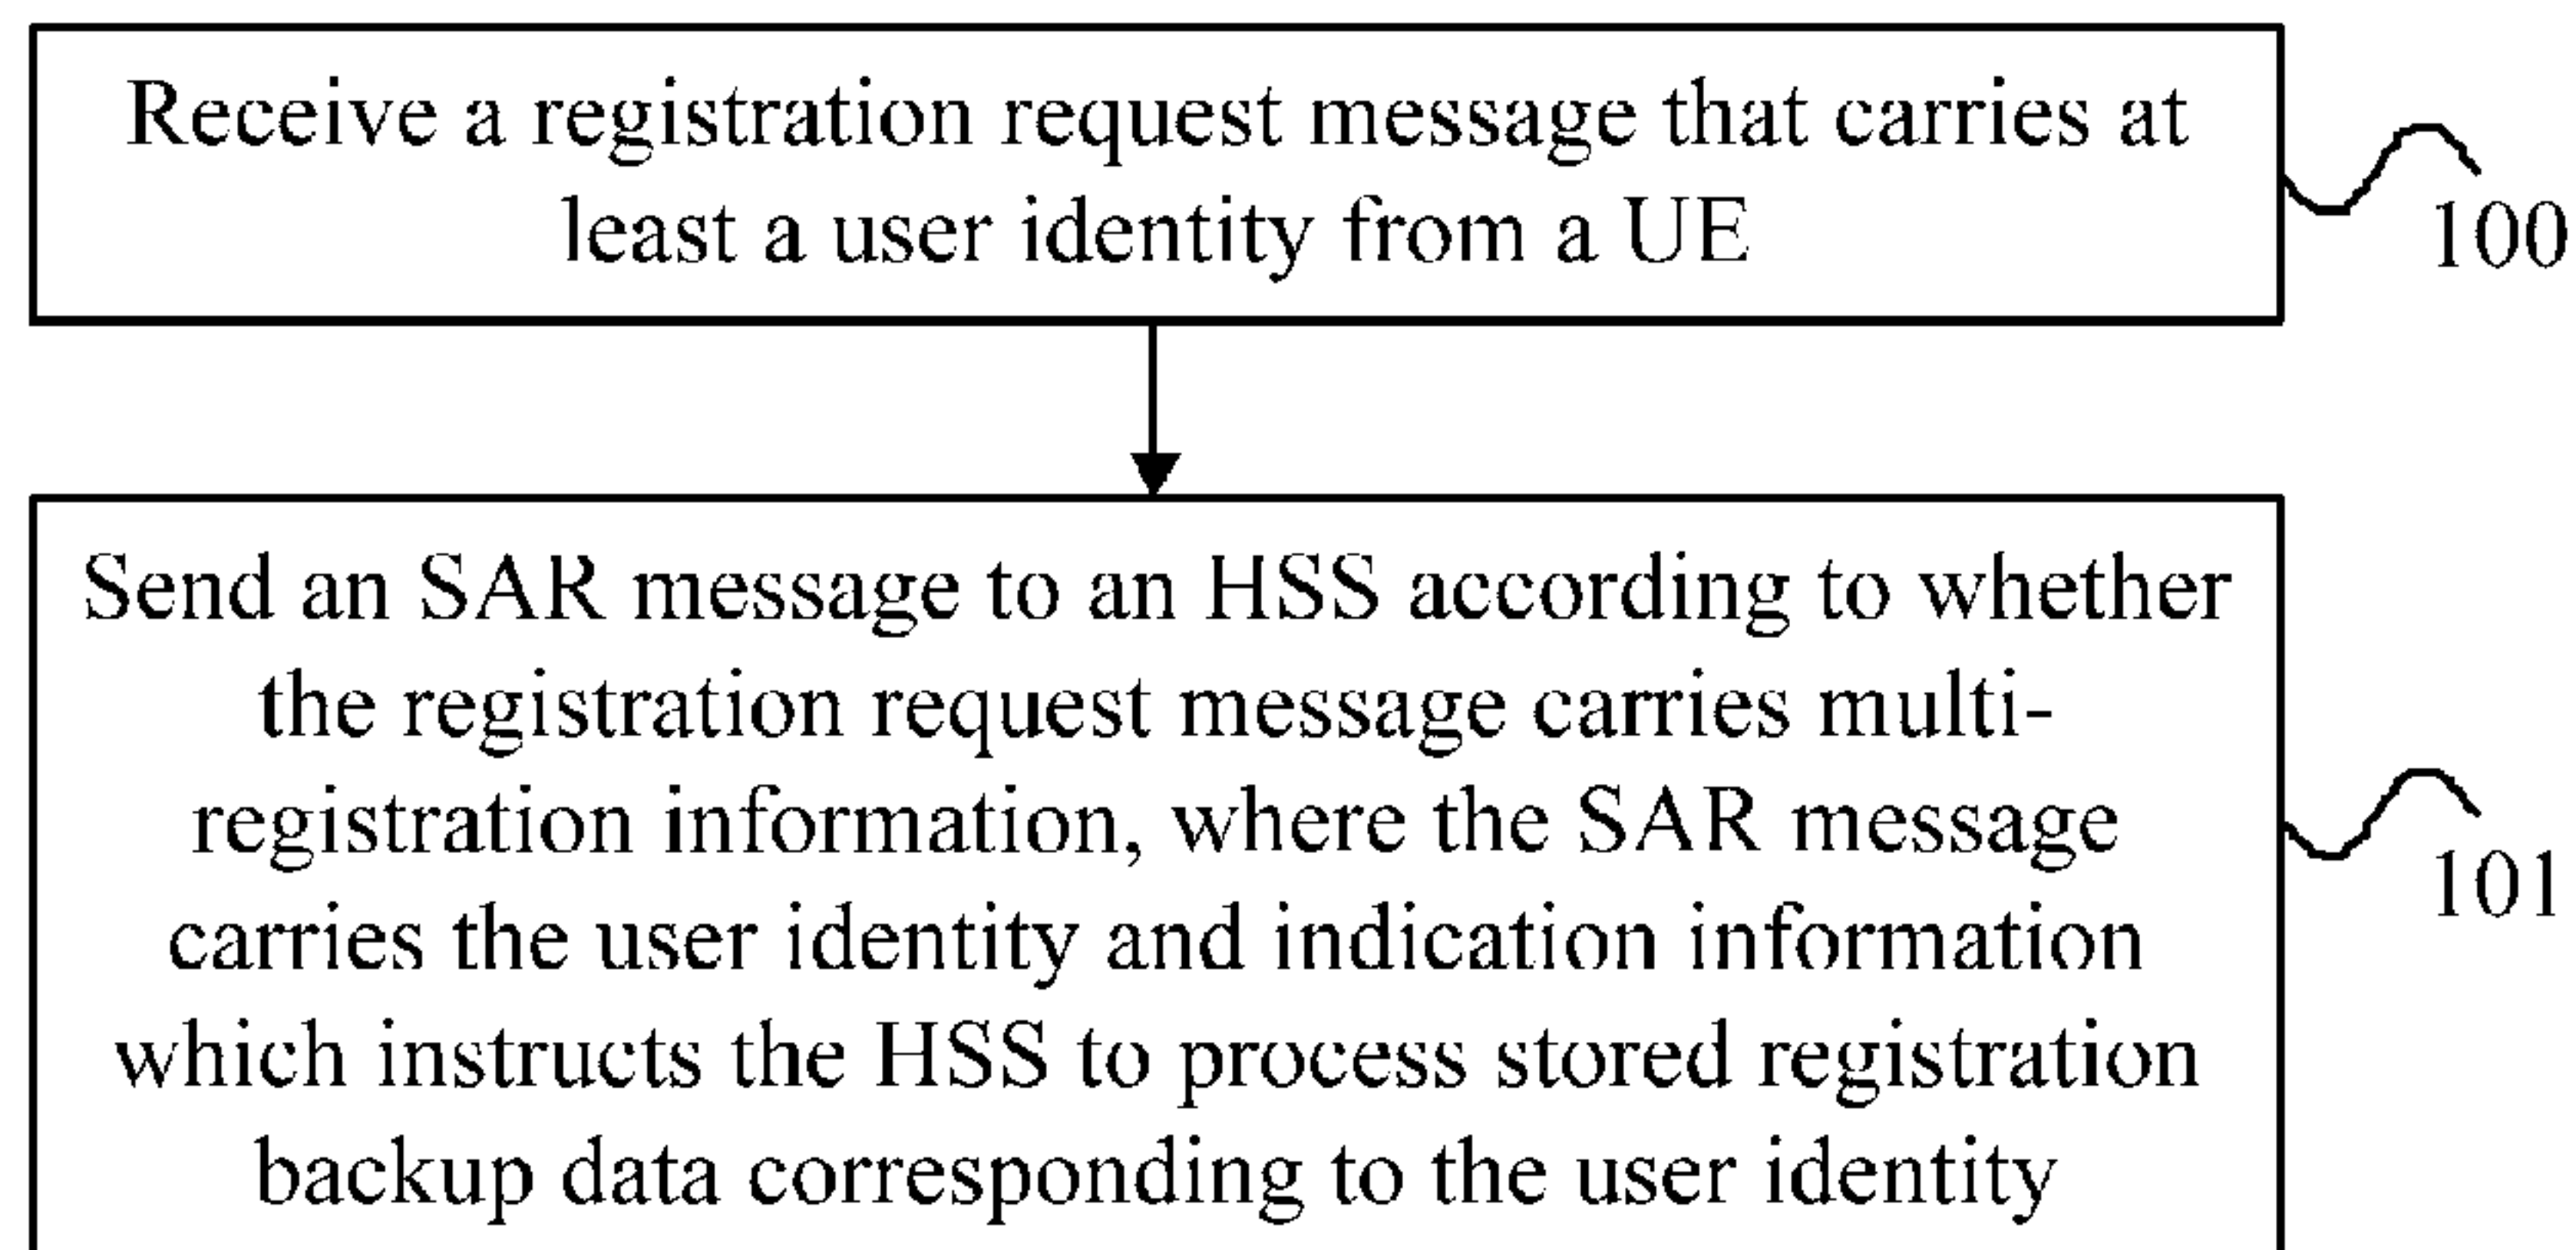 Receive a registration request message that carries at
least a user identity from a UE
100
Send an SAR message to an HSS according to whether
the registration request message carries multi-
registration information, where the SAR message
carries the user identity and indication information
which instructs the HSS to process stored registration
backup data corresponding to the user identity
101